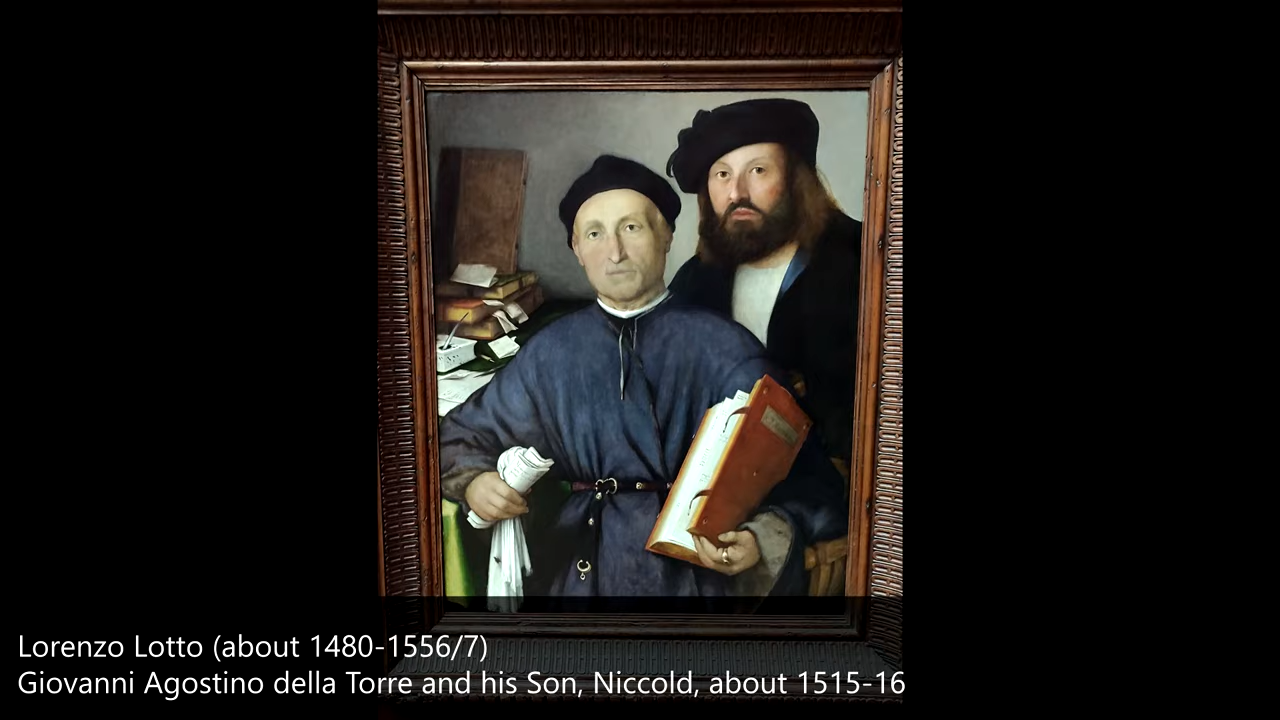 Lorenzo Lotto (about 1480-1556/7)
Giovanni Agostino della Torre and his Son, Niccold, about 1515-16